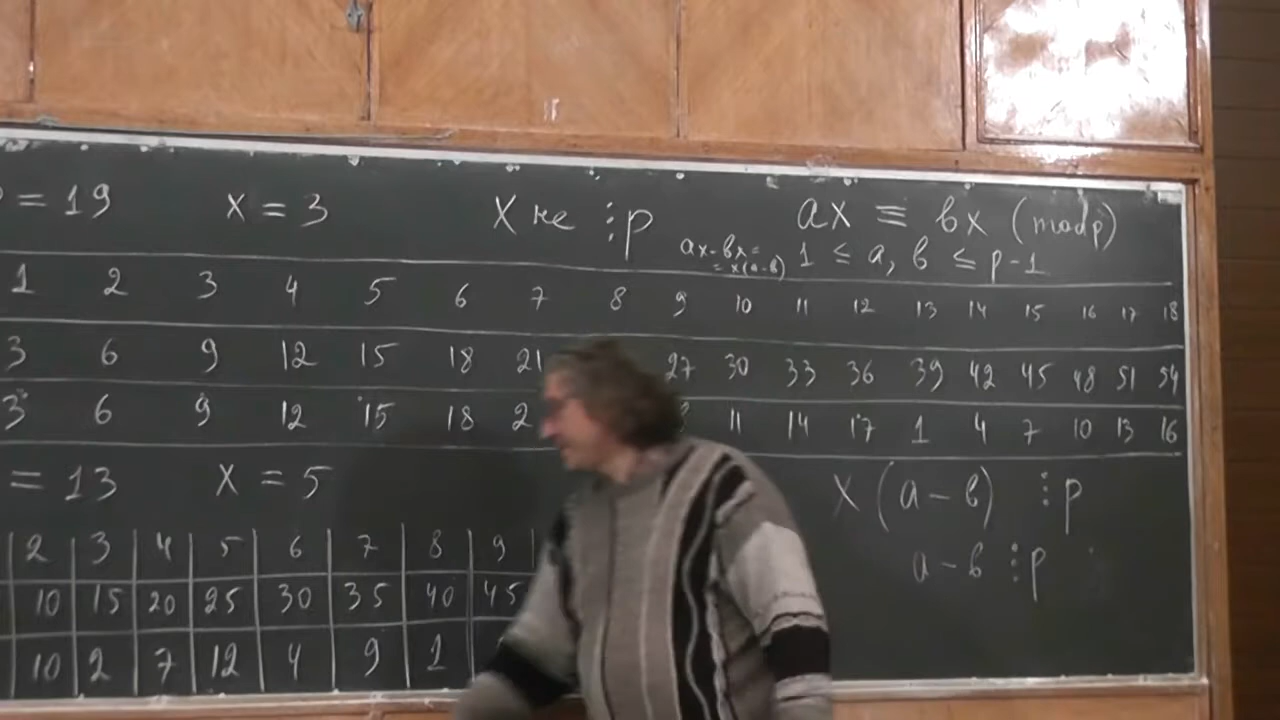 = 19 x = 3 X не ⋮p ax ≡ вx (mod p)
ax-вx= 1 ≤ a, в ≤ p-1
= x(a-в)
1 2 3 4 5 6 7 8 9 10 11 12 13 14 15 16 17 18
3 6 9 12 15 18 21 27 30 33 36 39 42 45 48 51 54
3 6 9 12 15 18 2 11 14 17 1 4 7 10 13 16
= 13 x = 5 X (a-в) ⋮p
a-в ⋮p
2 3 4 5 6 7 8 9
10 15 20 25 30 35 40 45
10 2 7 12 4 9 1